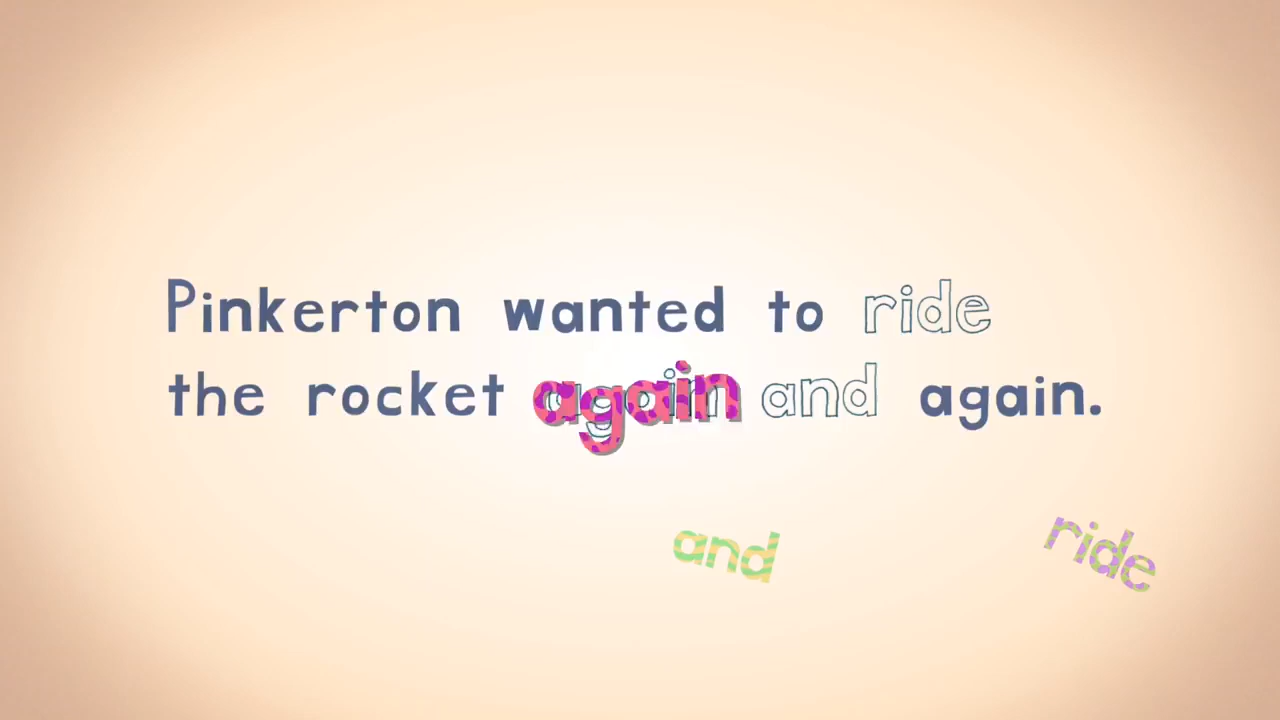 Pinkerton wanted to ride
the rocket again and again.
and
ride